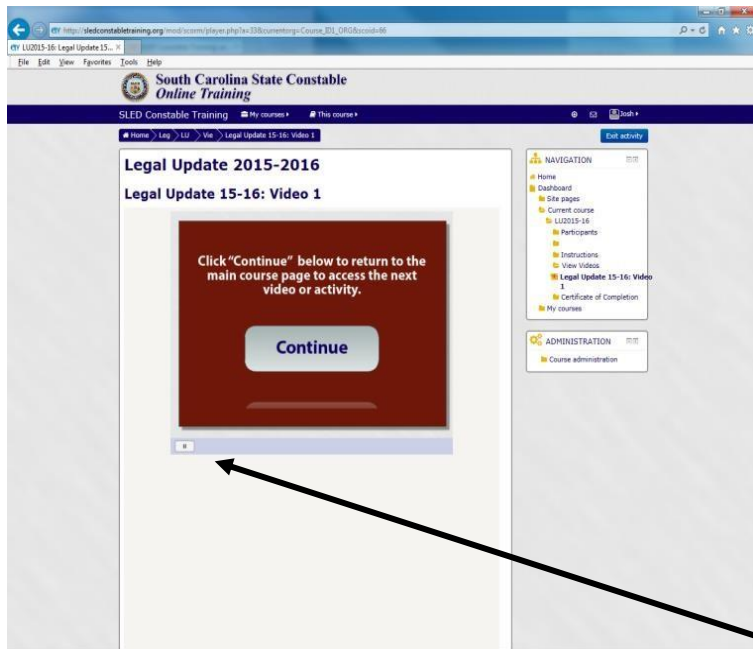 http://sledconstabletraining.org/mod/scorm/player.php?a=33&currentorg=Course_ID1_ORG&scoid=86
LU2015-16: Legal Update 15...
File Edit View Favorites Tools Help
South Carolina State Constable
Online Training
SLED Constable Training My courses This course Josh
Home Leg LU Vie Legal Update 15-16: Video 1 Exit activity
Legal Update 2015-2016
Legal Update 15-16: Video 1
Click “Continue” below to return to the
main course page to access the next
video or activity.
Continue
NAVIGATION
Home
Dashboard
Site pages
Current course
LU2015-16
Participants
Instructions
View Videos
Legal Update 15-16: Video
1
Certificate of Completion
My courses
ADMINISTRATION
Course administration